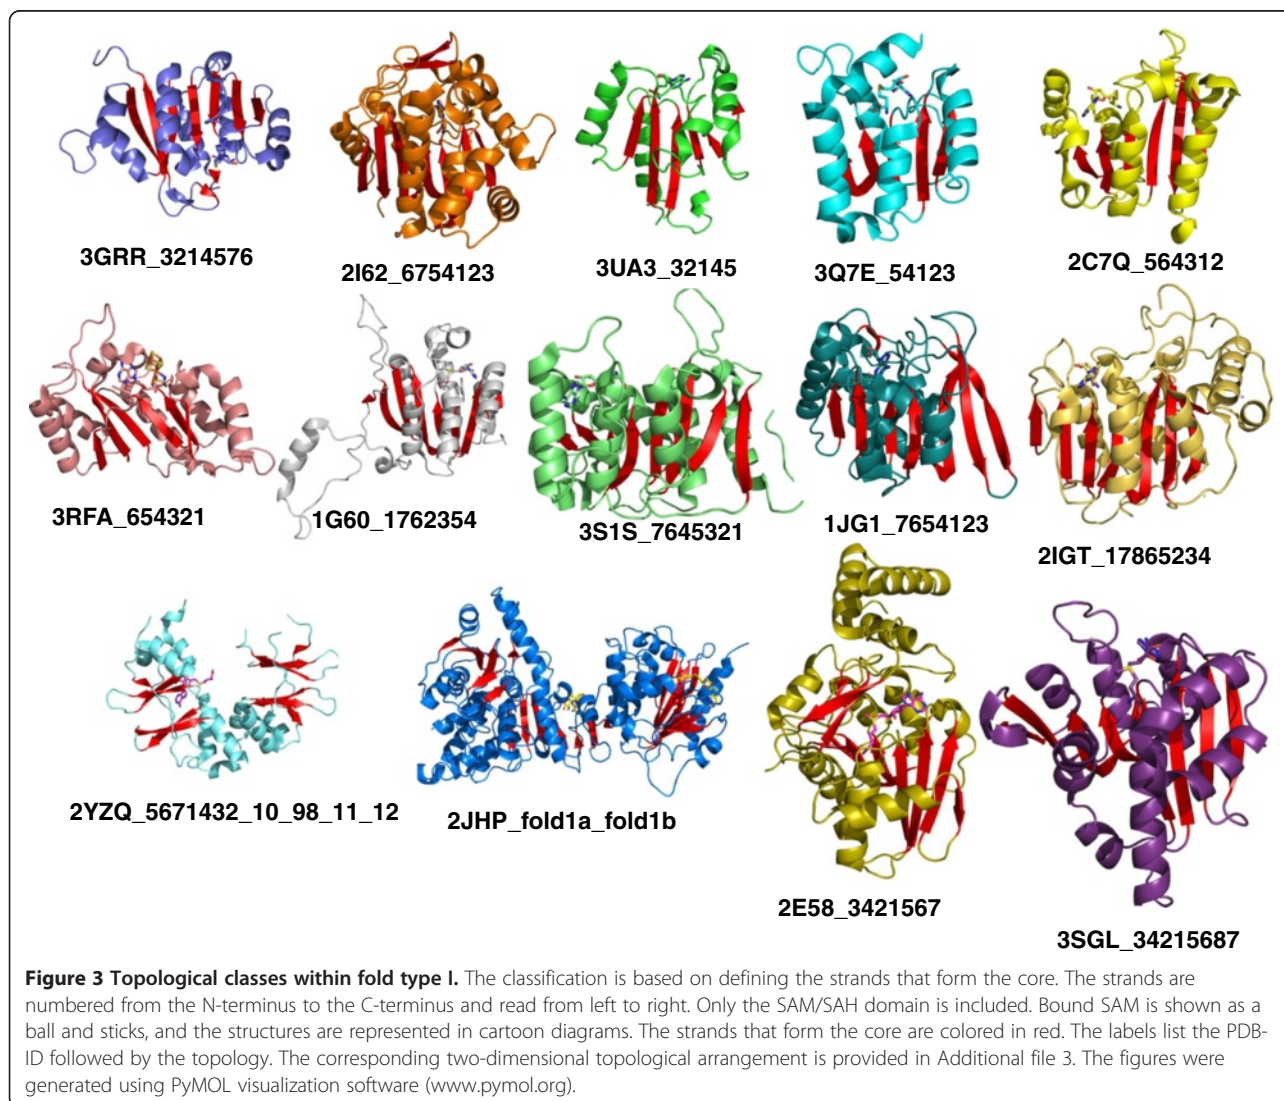 3GRR_3214576
2I62_6754123
3UA3_32145
3Q7E_54123
2C7Q_564312
3RFA_654321
1G60_1762354
3S1S_7645321
1JG1_7654123
2IGT_17865234
2YZQ_5671432_10_98_11_12
2JHP_fold1a_fold1b
2E58_3421567
3SGL_34215687
Figure 3 Topological classes within fold type I. The classification is based on defining the strands that form the core. The strands are
numbered from the N-terminus to the C-terminus and read from left to right. Only the SAM/SAH domain is included. Bound SAM is shown as a
ball and sticks, and the structures are represented in cartoon diagrams. The strands that form the core are colored in red. The labels list the PDB-
ID followed by the topology. The corresponding two-dimensional topological arrangement is provided in Additional file 3. The figures were
generated using PyMOL visualization software (www.pymol.org).